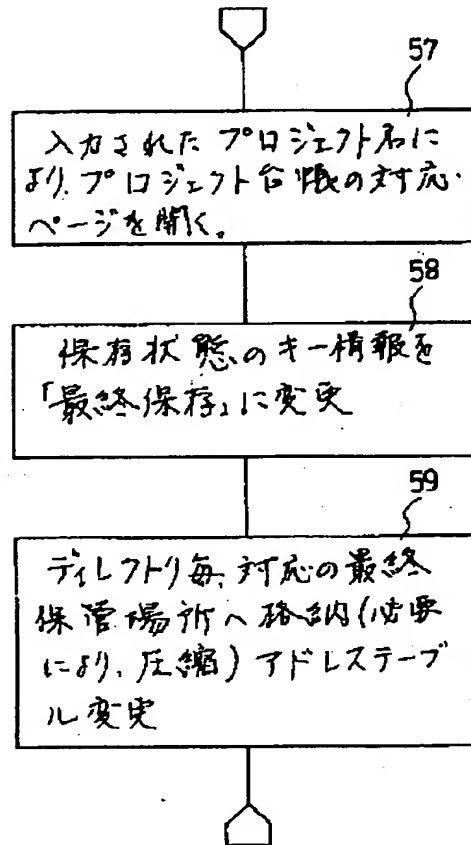 57
入力されたプロジェクト名に
より、プロジェクト台帳の対応
ページを開く。
58
保存状態のキー情報を
「最終保存」に変更
59
ディレクトリ毎、対応の最終
保管場所へ格納(必要
により、圧縮)アドレステーブ
ル変更